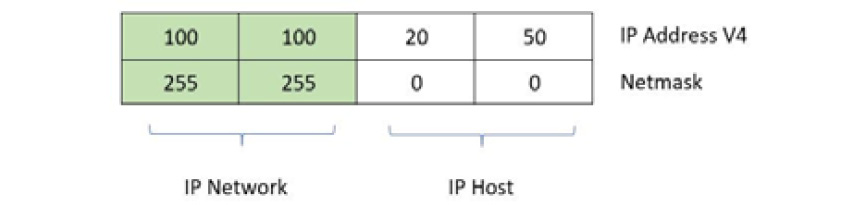 100 100 20 50 IP Address V4
255 255 0 0 Netmask
IP Network IP Host